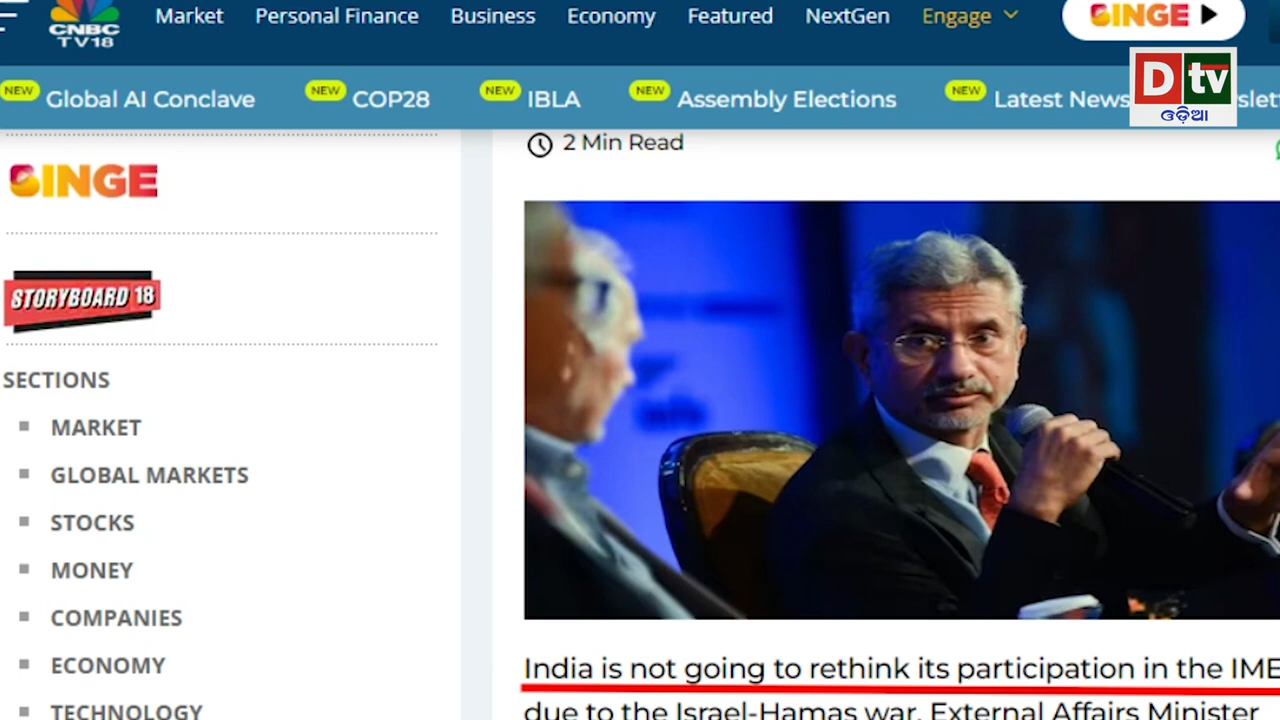 Market Personal Finance Business Economy Featured NextGen Engage BINGE
CNBC
TV18
D tv
ଓଡ଼ିଆ
NEW Global AI Conclave NEW COP28 NEW IBLA NEW Assembly Elections NEW Latest News
2 Min Read
BINGE
STORYBOARD 18
SECTIONS
MARKET
GLOBAL MARKETS
STOCKS
MONEY
COMPANIES
ECONOMY
TECHNOLOGY
India is not going to rethink its participation in the IME
due to the Israel-Hamas war, External Affairs Minister